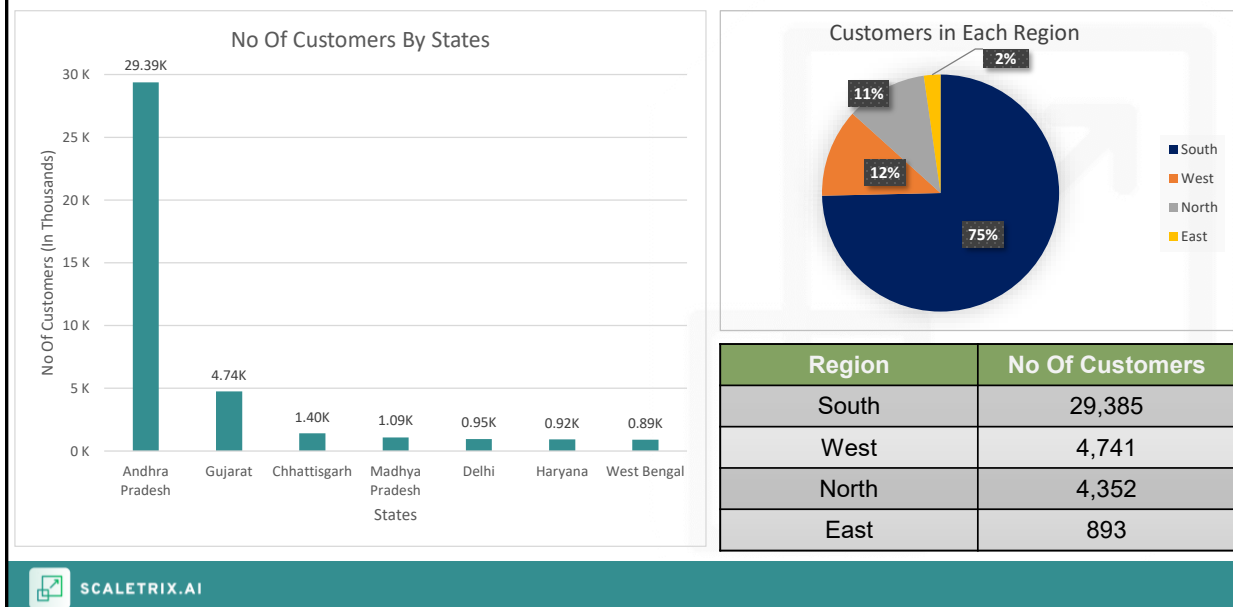 No Of Customers By States
No Of Customers (In Thousands)
30 K
25 K
20 K
15 K
10 K
5 K
0 K
29.39K
4.74K
1.40K
1.09K
0.95K
0.92K
0.89K
Andhra
Pradesh
Gujarat
Chhattisgarh
Madhya
Pradesh
Delhi
Haryana
West Bengal
States
Customers in Each Region
2%
11%
12%
75%
South
West
North
East
Region No Of Customers
South 29,385
West 4,741
North 4,352
East 893
SCALETRIX.AI